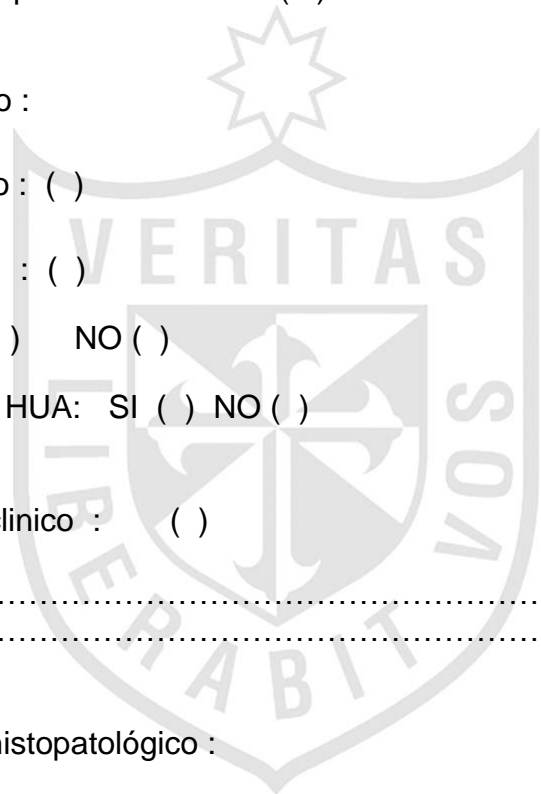 ( )
o :
o : ( )
: ( )
) NO ( )
HUA: SI ( ) NO ( )
clinico : ( )
……………………………………………
……………………………………………
histopatológico :
VERITAS
LIBERABIT VOS